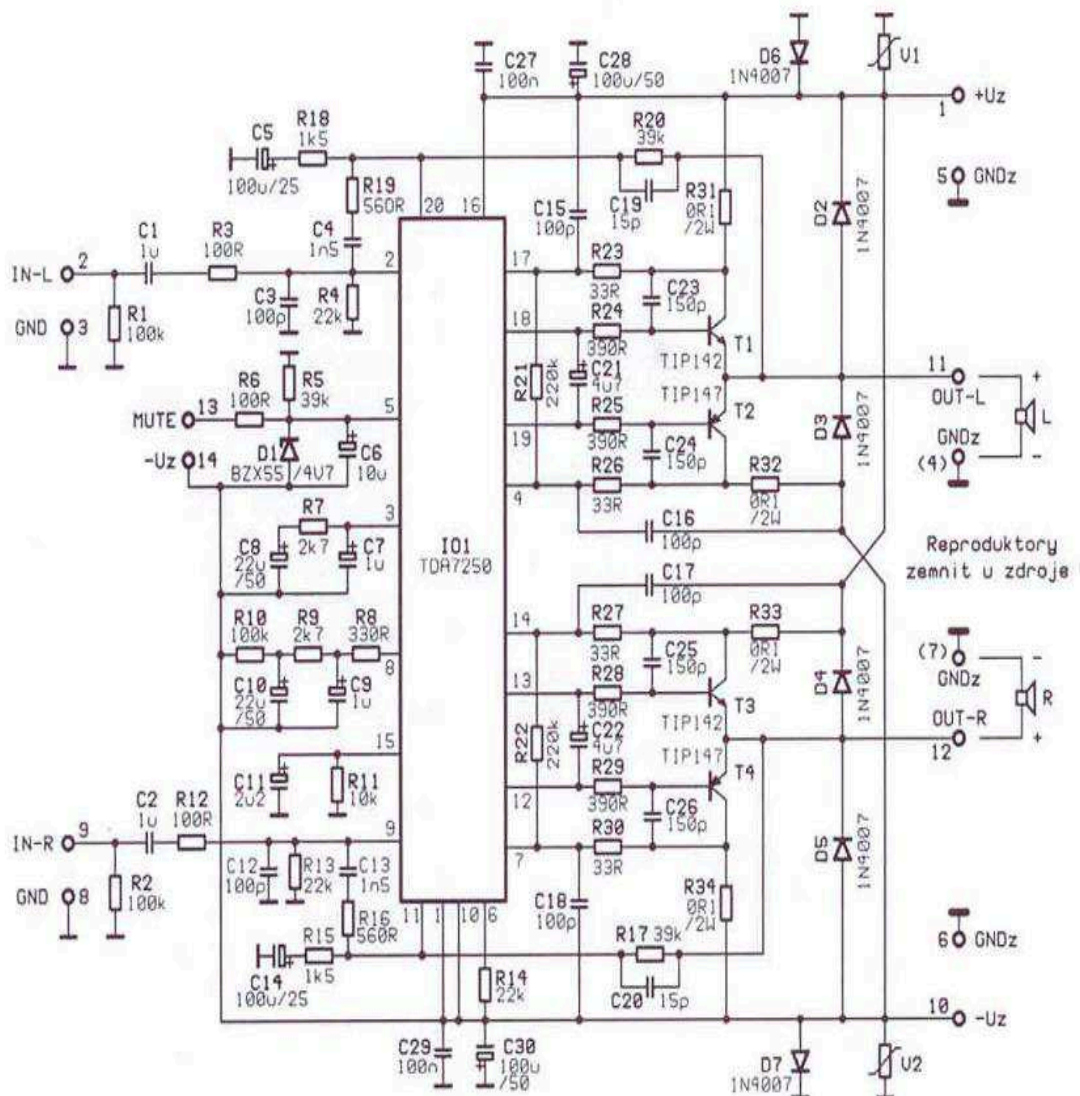 C27
100n
C28
100u/50
D6
1N4007
V1
+Uz
1
C5
100u/25
R18
1k5
R19
560R
20
16
R20
39k
C19
15p
R31
0R1
/2W
C15
100p
D2
1N4007
5
GNDz
IN-L
2
C1
1u
R3
100R
C4
1n5
2
C3
100p
R4
22k
R1
100k
GND
3
17
R23
33R
C23
150p
18
R24
390R
T1
TIP142
R21
220k
C21
4u7
TIP147
T2
19
R25
390R
C24
150p
4
R26
33R
R32
0R1
/2W
C16
100p
11
OUT-L
GNDz
(4)
+
L
-
D3
1N4007
MUTE
13
R6
100R
R5
39k
5
-Uz
14
D1
BZX55 /4V7
C6
10u
R7
2k7
3
C8
22u
/50
C7
1u
IO1
TDA7250
Reproduktory
zemnit u zdroje
C17
100p
R10
100k
R9
2k7
R8
330R
8
C10
22u
/50
C9
1u
14
R27
33R
R33
0R1
/2W
C25
150p
13
R28
390R
T3
TIP142
R22
220k
C22
4u7
TIP147
T4
12
R29
390R
C26
150p
7
R30
33R
D4
1N4007
(7)
GNDz
-
R
+
OUT-R
12
15
C11
2u2
R11
10k
IN-R
9
C2
1u
R12
100R
9
C12
100p
R13
22k
C13
1n5
R2
100k
GND
8
R16
560R
11
1
10
6
C14
100u/25
R15
1k5
R14
22k
C18
100p
R34
0R1
/2W
R17
39k
C20
15p
D5
1N4007
6
GNDz
10
-Uz
C29
100n
C30
100u
/50
D7
1N4007
V2